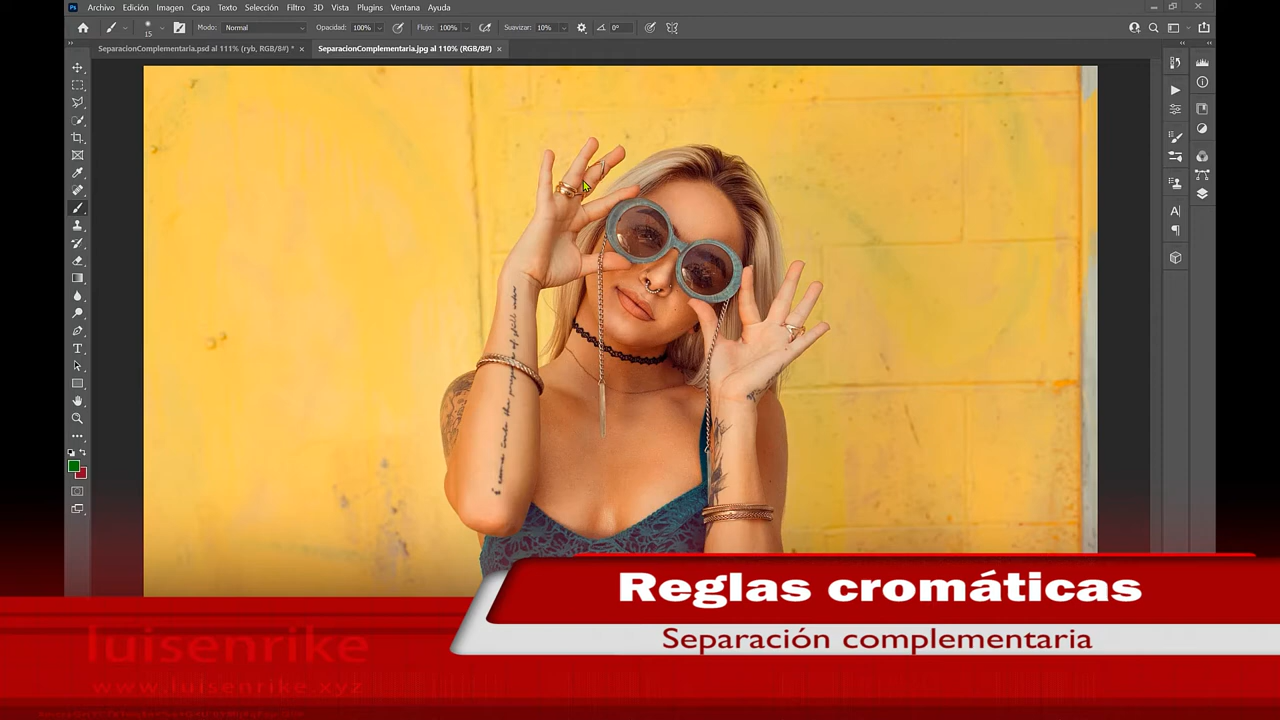 Archivo Edición Imagen Capa Texto Selección Filtro 3D Vista Plugins Ventana Ayuda
15 Modo: Normal Opacidad: 100% Flujo: 100% Suavizar: 10% 0°
SeparacionComplementaria.psd al 111% (ryb, RGB/8#) * × SeparacionComplementaria.jpg al 110% (RGB/8#) ×
Reglas cromáticas
Separación complementaria
luisenrike
www.luisenrike.xyz